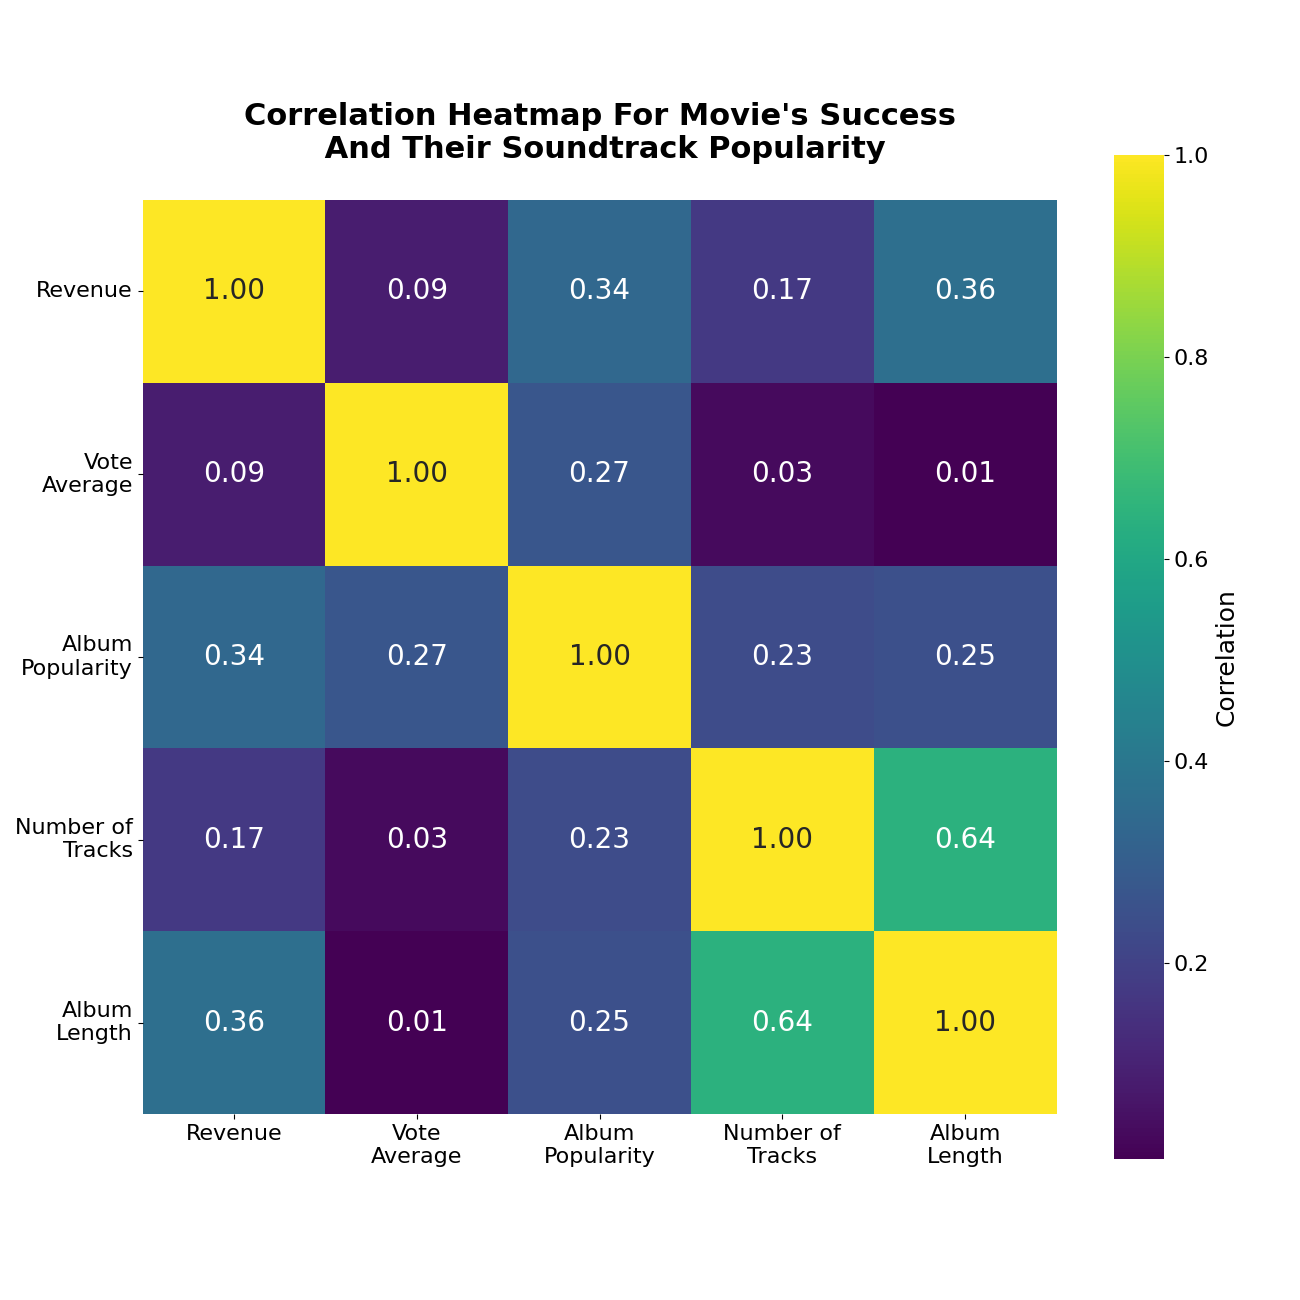 Correlation Heatmap For Movie's Success
And Their Soundtrack Popularity
1.0
Revenue
1.00 0.09 0.34 0.17 0.36
0.8
Vote
Average
0.09 1.00 0.27 0.03 0.01
0.6
Album
Popularity
0.34 0.27 1.00 0.23 0.25
Correlation
0.4
Number of
Tracks
0.17 0.03 0.23 1.00 0.64
0.2
Album
Length
0.36 0.01 0.25 0.64 1.00
Revenue
Vote
Average
Album
Popularity
Number of
Tracks
Album
Length